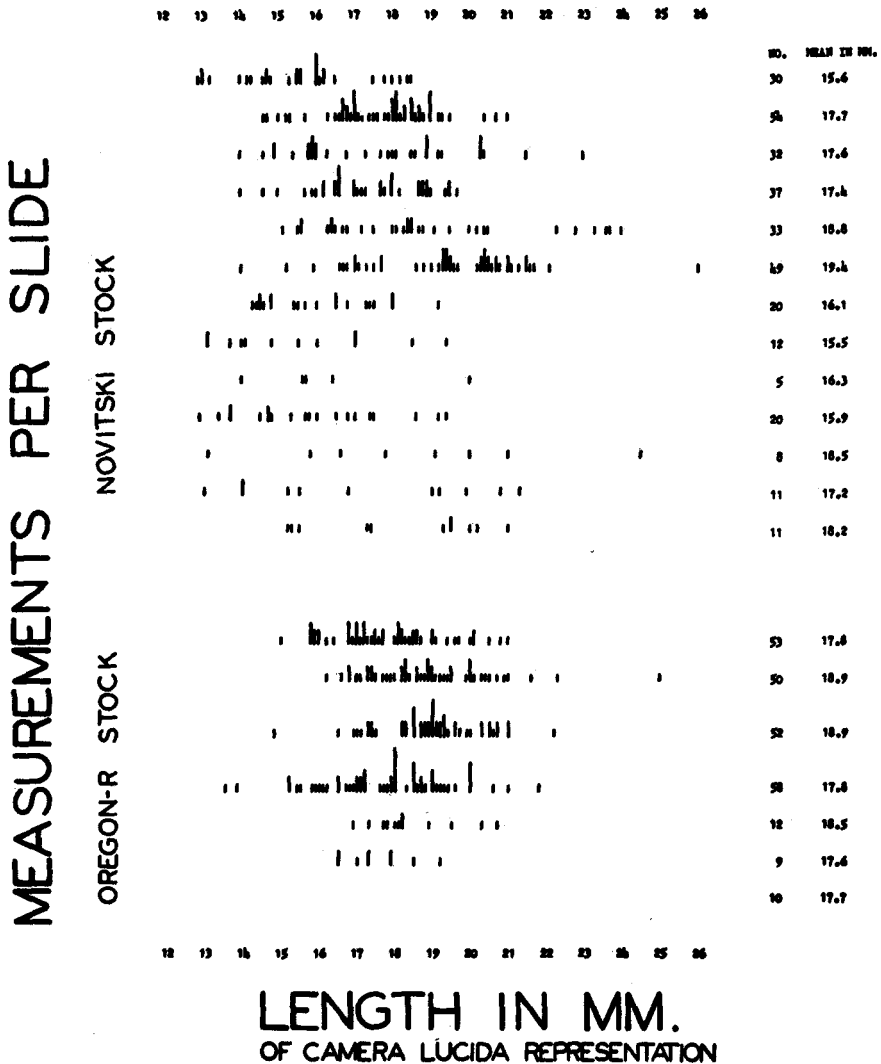 12 13 14 15 16 17 18 19 20 21 22 23 24 25 26
NO. MEAN IN MM.
MEASUREMENTS PER SLIDE
NOVITSKI STOCK
30 15.6
54 17.7
32 17.6
37 17.4
33 18.8
49 19.4
20 16.1
12 15.5
5 16.3
20 15.9
8 18.5
11 17.2
11 18.2
OREGON-R STOCK
53 17.8
50 18.9
52 18.9
58 17.8
12 18.5
9 17.6
10 17.7
12 13 14 15 16 17 18 19 20 21 22 23 24 25 26
LENGTH IN MM.
OF CAMERA LUCIDA REPRESENTATION